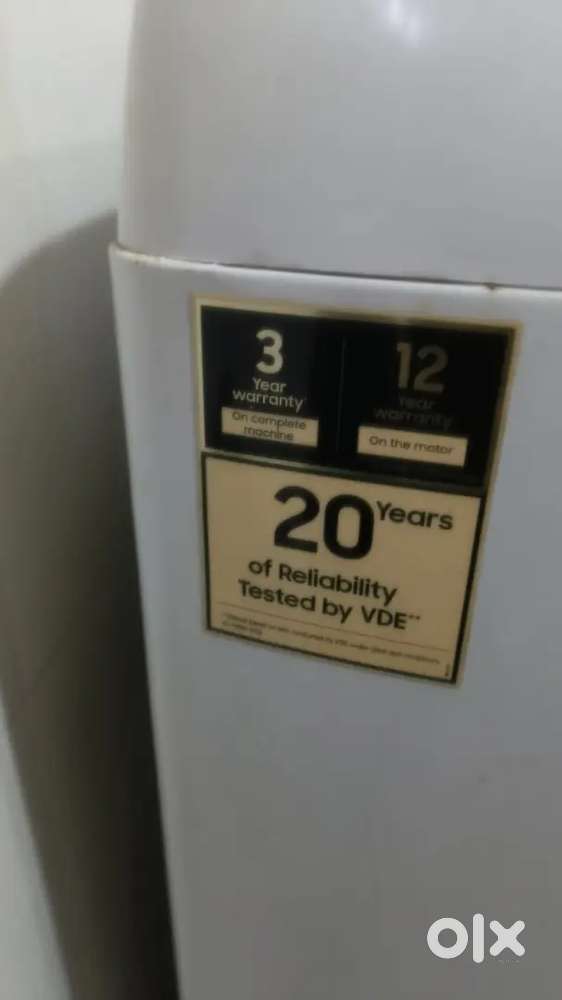 3
Year
warranty*
On complete
machine
12
Year
warranty
On the motor
20 Years
of Reliability
Tested by VDE**
olx